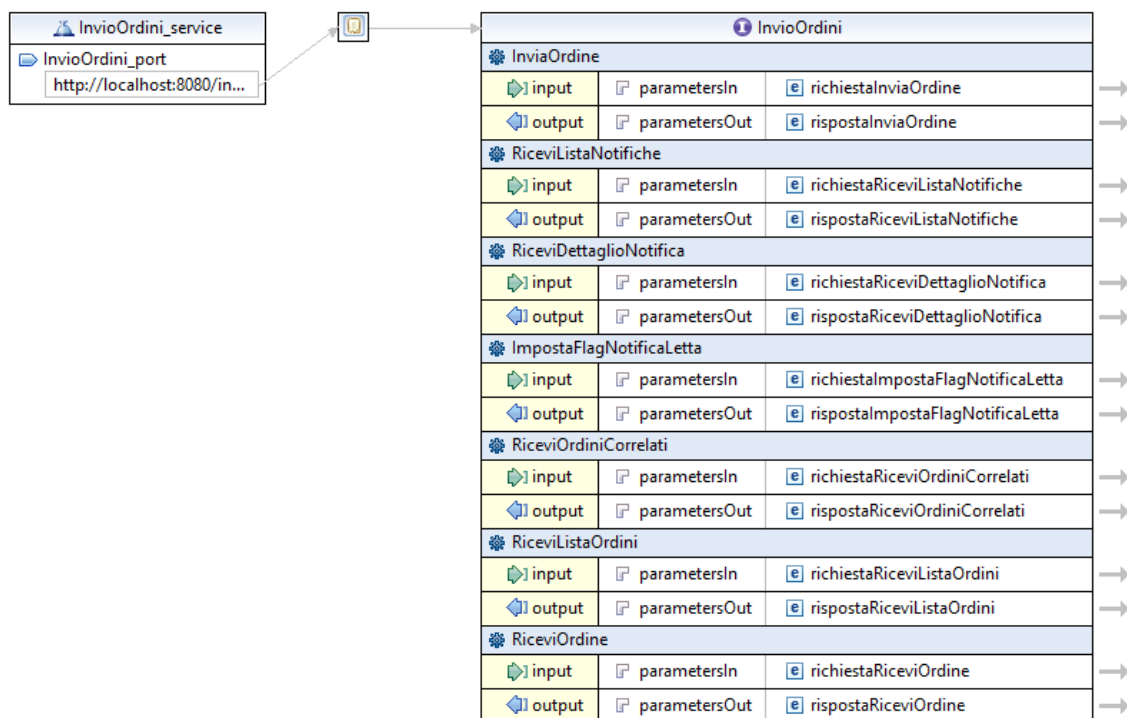 InvioOrdini_service
InvioOrdini_port
http://localhost:8080/in...
InvioOrdini
InviaOrdine
input parametersIn e richiestaInviaOrdine
output parametersOut e rispostaInviaOrdine
RiceviListaNotifiche
input parametersIn e richiestaRiceviListaNotifiche
output parametersOut e rispostaRiceviListaNotifiche
RiceviDettaglioNotifica
input parametersIn e richiestaRiceviDettaglioNotifica
output parametersOut e rispostaRiceviDettaglioNotifica
ImpostaFlagNotificaLetta
input parametersIn e richiestaImpostaFlagNotificaLetta
output parametersOut e rispostaImpostaFlagNotificaLetta
RiceviOrdiniCorrelati
input parametersIn e richiestaRiceviOrdiniCorrelati
output parametersOut e rispostaRiceviOrdiniCorrelati
RiceviListaOrdini
input parametersIn e richiestaRiceviListaOrdini
output parametersOut e rispostaRiceviListaOrdini
RiceviOrdine
input parametersIn e richiestaRiceviOrdine
output parametersOut e rispostaRiceviOrdine